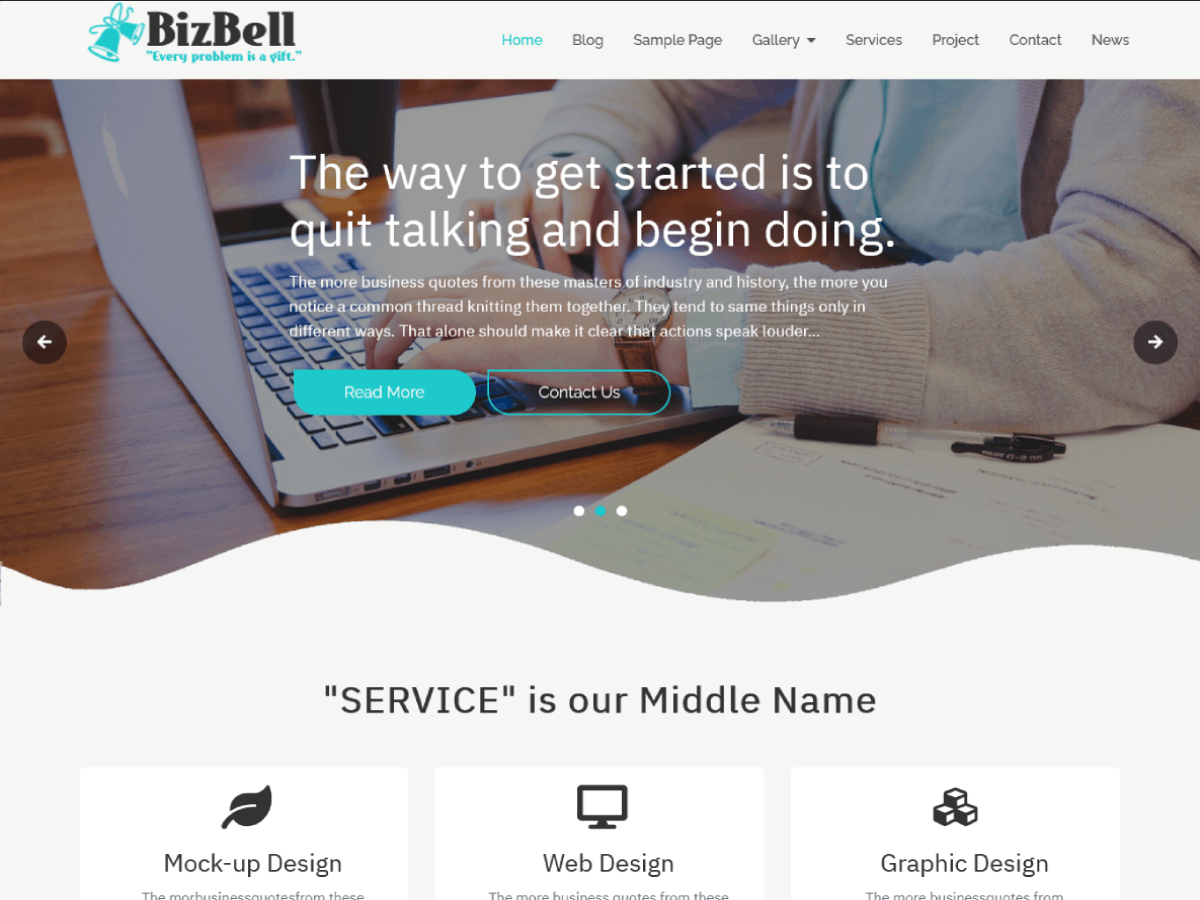 BizBell
"Every problem is a gift."
Home Blog Sample Page Gallery Services Project Contact News
The way to get started is to
quit talking and begin doing.
The more business quotes from these masters of industry and history, the more you
notice a common thread knitting them together. They tend to same things only in
different ways. That alone should make it clear that actions speak louder...
Read More Contact Us
"SERVICE" is our Middle Name
Mock-up Design Web Design Graphic Design
The morbusinessquotesfrom these The more business quotes from these The more businessquotes from